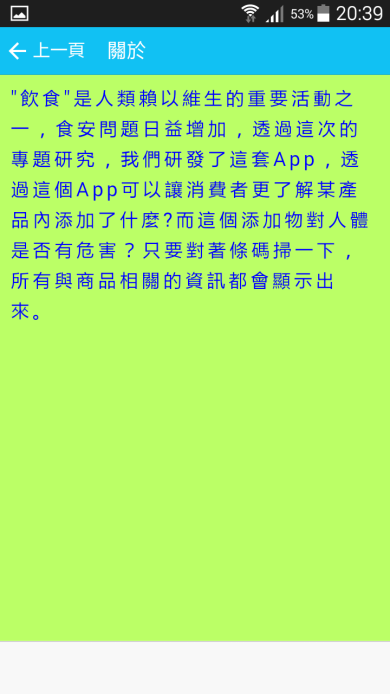 53% 20:39
上一頁 關於
"飲食"是人類賴以維生的重要活動之
一，食安問題日益增加，透過這次的
專題研究，我們研發了這套App，透
過這個App可以讓消費者更了解某產
品內添加了什麼?而這個添加物對人體
是否有危害？只要對著條碼掃一下，
所有與商品相關的資訊都會顯示出
來。